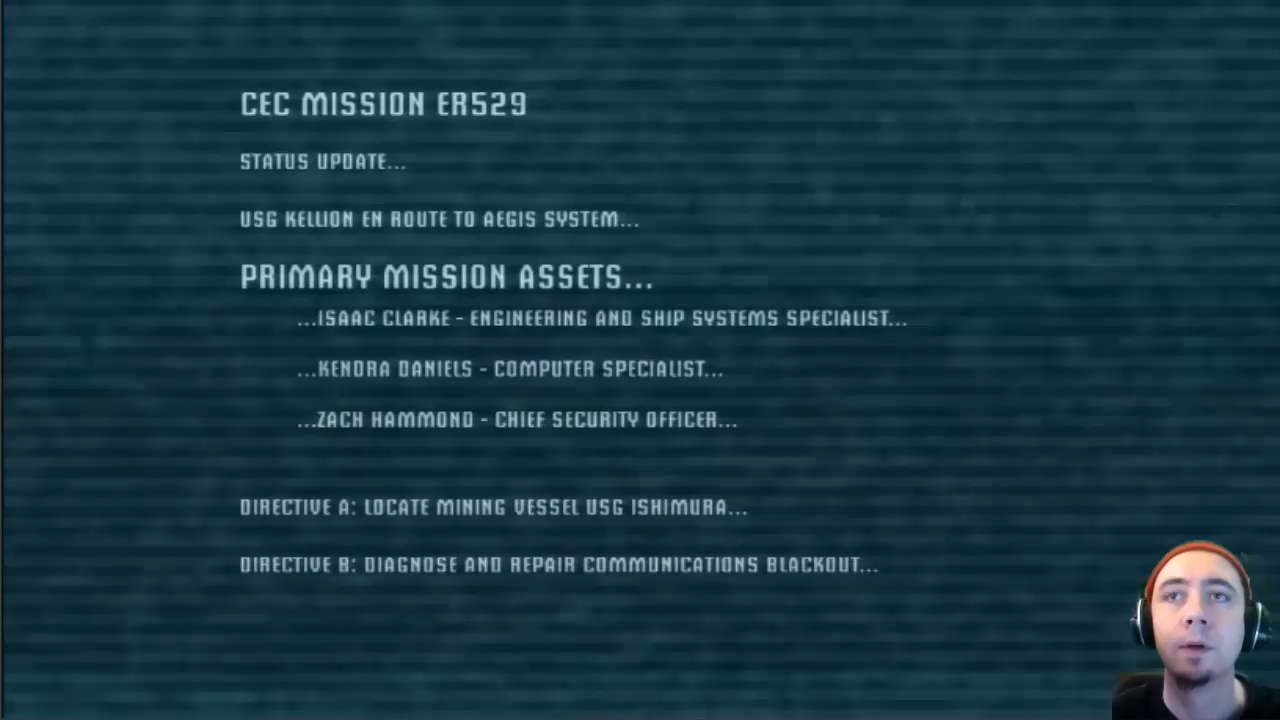 CEC MISSION ER529
STATUS UPDATE...
USG KELLION EN ROUTE TO AEGIS SYSTEM...
PRIMARY MISSION ASSETS...
...ISAAC CLARKE - ENGINEERING AND SHIP SYSTEMS SPECIALIST...
...KENDRA DANIELS - COMPUTER SPECIALIST...
...ZACH HAMMOND - CHIEF SECURITY OFFICER...
DIRECTIVE A: LOCATE MINING VESSEL USG ISHIMURA...
DIRECTIVE B: DIAGNOSE AND REPAIR COMMUNICATIONS BLACKOUT...